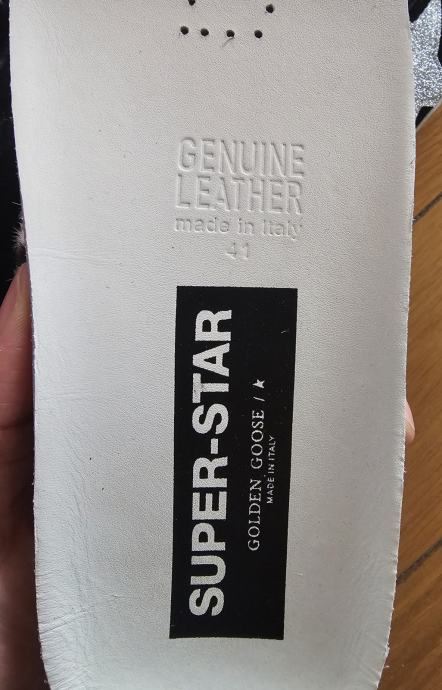 GENUINE
LEATHER
made in Italy
41
SUPER-STAR
GOLDEN GOOSE / ★
MADE IN ITALY